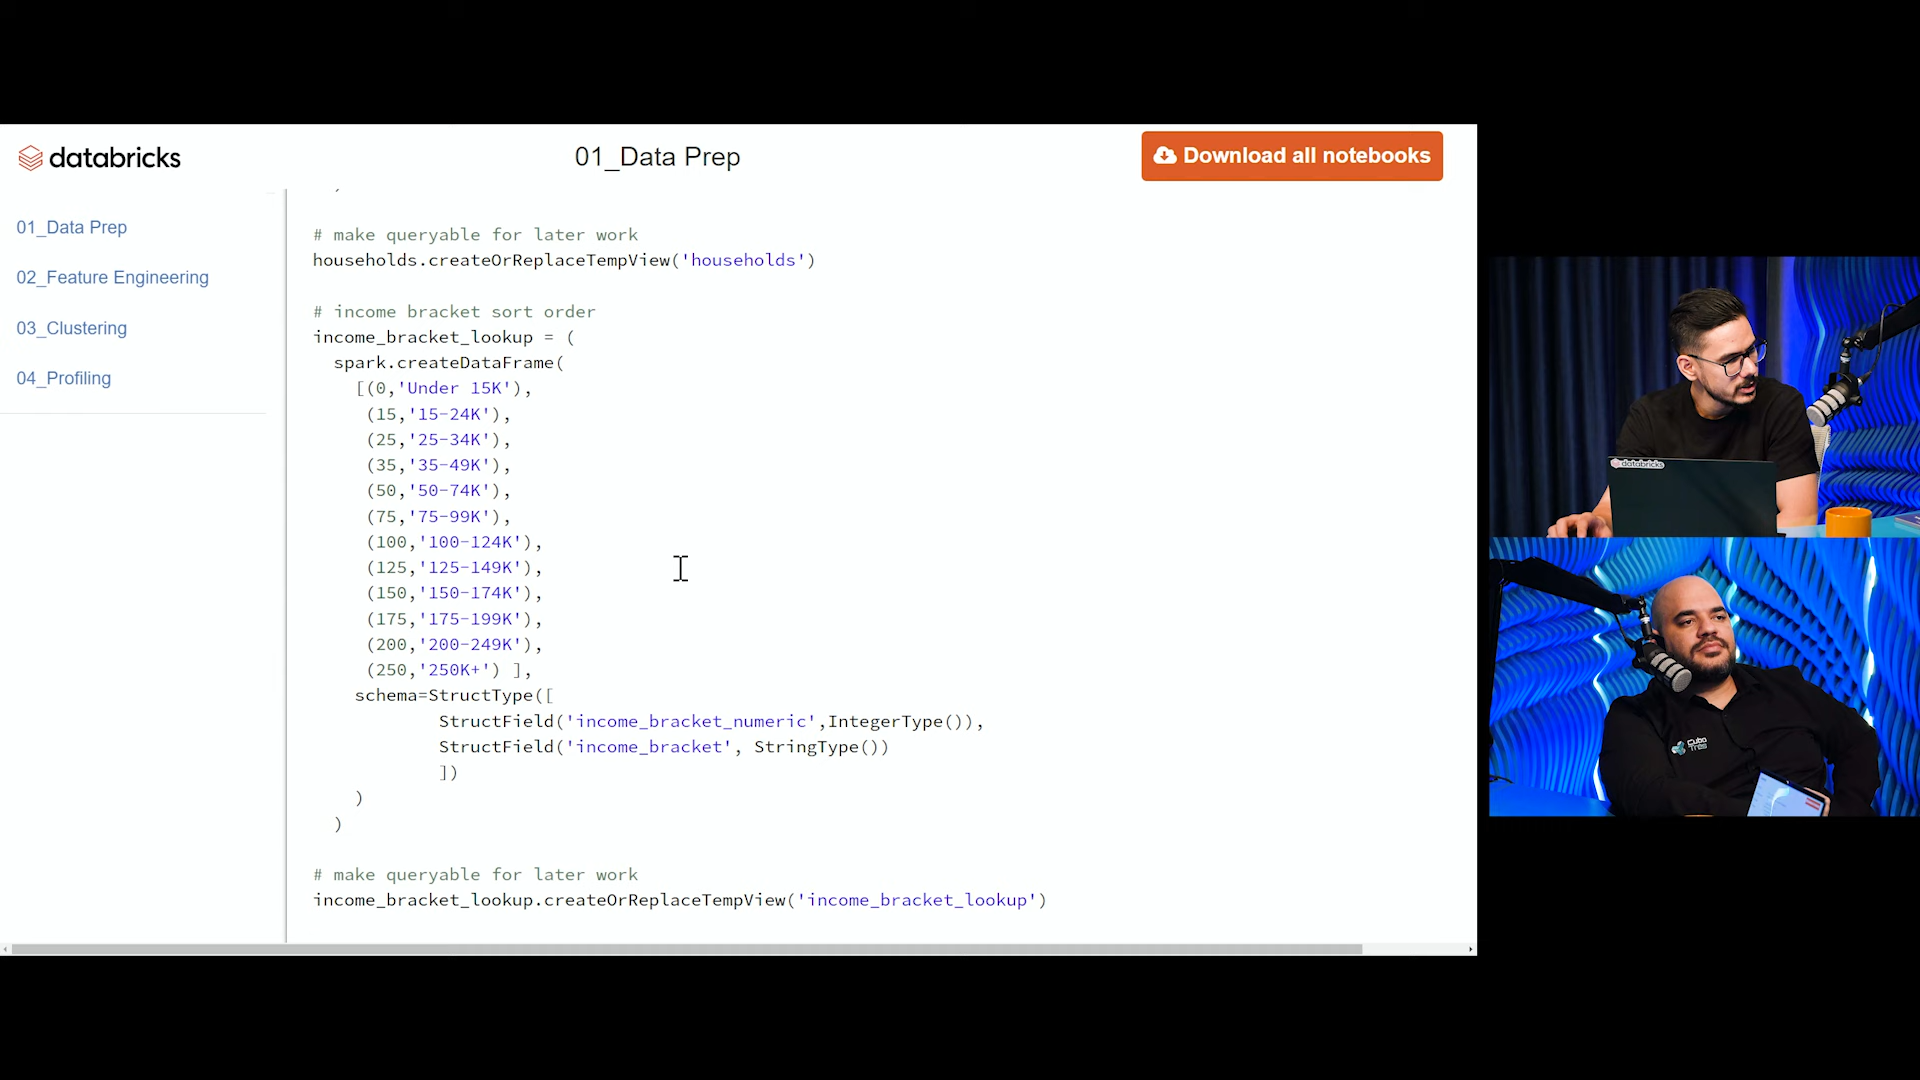 databricks
01_Data Prep
Download all notebooks
01_Data Prep
02_Feature Engineering
03_Clustering
04_Profiling
# make queryable for later work
households.createOrReplaceTempView('households')
# income bracket sort order
income_bracket_lookup = (
spark.createDataFrame(
[(0,'Under 15K'),
(15,'15-24K'),
(25,'25-34K'),
(35,'35-49K'),
(50,'50-74K'),
(75,'75-99K'),
(100,'100-124K'),
(125,'125-149K'),
(150,'150-174K'),
(175,'175-199K'),
(200,'200-249K'),
(250,'250K+') ],
schema=StructType([
StructField('income_bracket_numeric',IntegerType()),
StructField('income_bracket', StringType())
])
)
)
# make queryable for later work
income_bracket_lookup.createOrReplaceTempView('income_bracket_lookup')
databricks
Cubo
Três